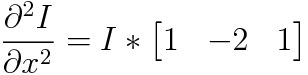 ∂²I/∂x² = I * [1 −2 1]